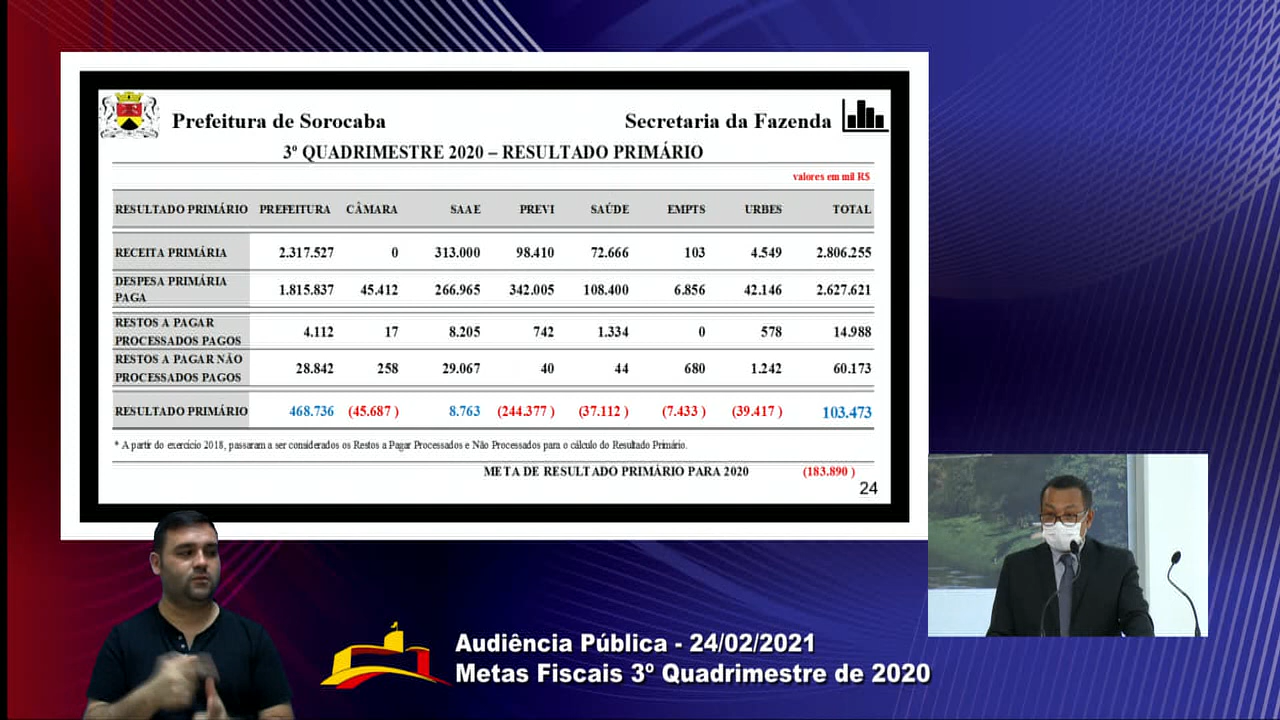 Prefeitura de Sorocaba Secretaria da Fazenda
3º QUADRIMESTRE 2020 – RESULTADO PRIMÁRIO
valores em mil R$
RESULTADO PRIMÁRIO PREFEITURA CÂMARA SAAE PREVI SAÚDE EMPTS URBES TOTAL
RECEITA PRIMÁRIA 2.317.527 0 313.000 98.410 72.666 103 4.549 2.806.255
DESPESA PRIMÁRIA
PAGA 1.815.837 45.412 266.965 342.005 108.400 6.856 42.146 2.627.621
RESTOS A PAGAR
PROCESSADOS PAGOS 4.112 17 8.205 742 1.334 0 578 14.988
RESTOS A PAGAR NÃO
PROCESSADOS PAGOS 28.842 258 29.067 40 44 680 1.242 60.173
RESULTADO PRIMÁRIO 468.736 (45.687 ) 8.763 (244.377 ) (37.112 ) (7.433 ) (39.417 ) 103.473
* A partir do exercício 2018, passaram a ser considerados os Restos a Pagar Processados e Não Processados para o cálculo do Resultado Primário.
META DE RESULTADO PRIMÁRIO PARA 2020 (183.890 )
24
Audiência Pública - 24/02/2021
Metas Fiscais 3º Quadrimestre de 2020